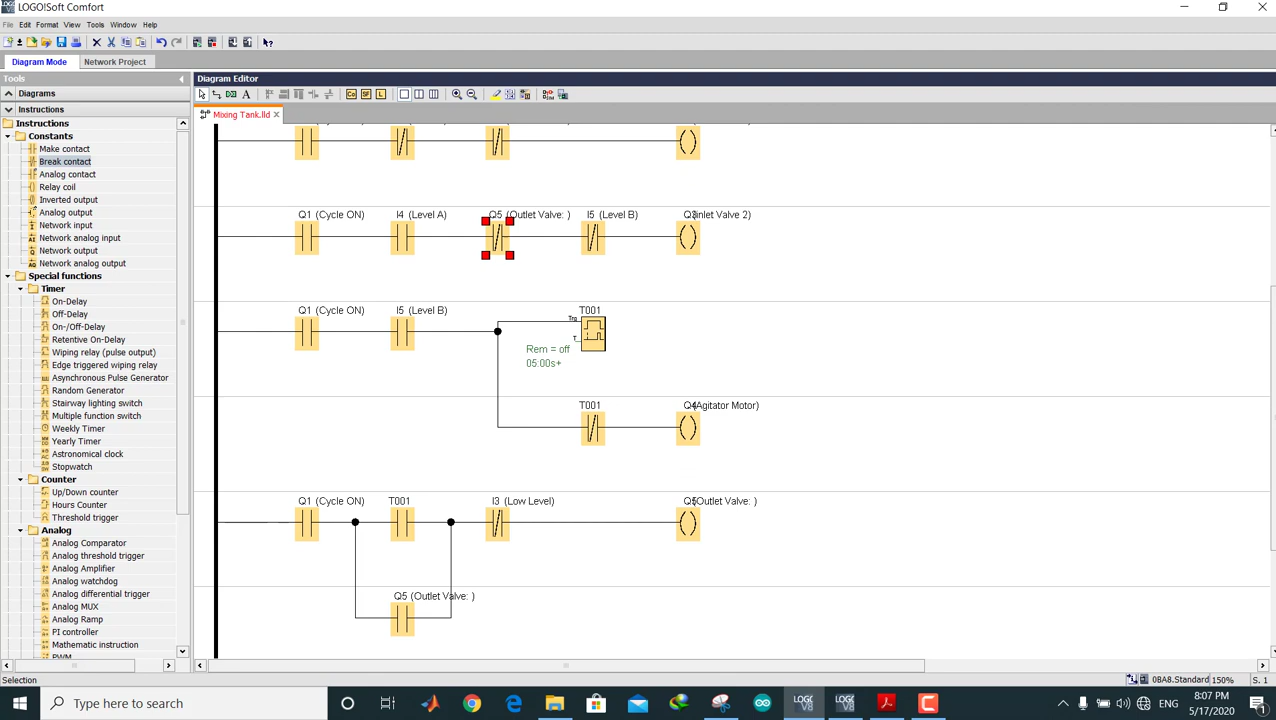 LOGO!Soft Comfort
File Edit Format View Tools Window Help
Diagram Mode Network Project
Tools
Diagrams
Instructions
Instructions
Constants
Make contact
Break contact
Analog contact
Relay coil
Inverted output
Analog output
Network input
Network analog input
Network output
Network analog output
Special functions
Timer
On-Delay
Off-Delay
On-/Off-Delay
Retentive On-Delay
Wiping relay (pulse output)
Edge triggered wiping relay
Asynchronous Pulse Generator
Random Generator
Stairway lighting switch
Multiple function switch
Weekly Timer
Yearly Timer
Astronomical clock
Stopwatch
Counter
Up/Down counter
Hours Counter
Threshold trigger
Analog
Analog Comparator
Analog threshold trigger
Analog Amplifier
Analog watchdog
Analog differential trigger
Analog MUX
Analog Ramp
PI controller
Mathematic instruction
PWM
Diagram Editor
A Co SF L
Mixing Tank.lld
Q1 (Cycle ON) I4 (Level A) Q5 (Outlet Valve: ) I5 (Level B) Q3 (Inlet Valve 2)
Q1 (Cycle ON) I5 (Level B) T001
Trg
T
Rem = off
05:00s+
T001 Q4 (Agitator Motor)
Q1 (Cycle ON) T001 I3 (Low Level) Q5 (Outlet Valve: )
Q5 (Outlet Valve: )
Selection
0BA8.Standard 150% S. 1
Type here to search
ENG
8:07 PM
5/17/2020